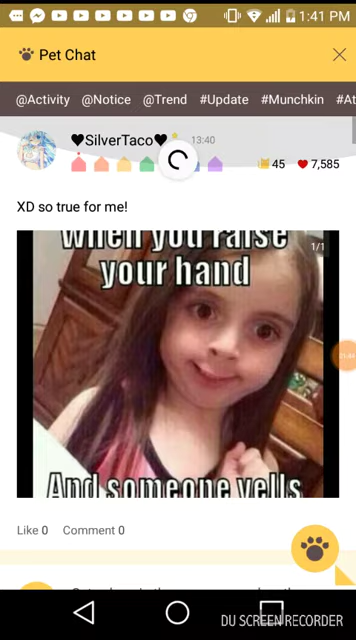 1:41 PM
Pet Chat
@Activity @Notice @Trend #Update #Munchkin
♥SilverTaco♥ 13:40
45 7,585
XD so true for me!
1/1
when you raise
your hand
And someone yells
Like 0 Comment 0
DU SCREEN RECORDER